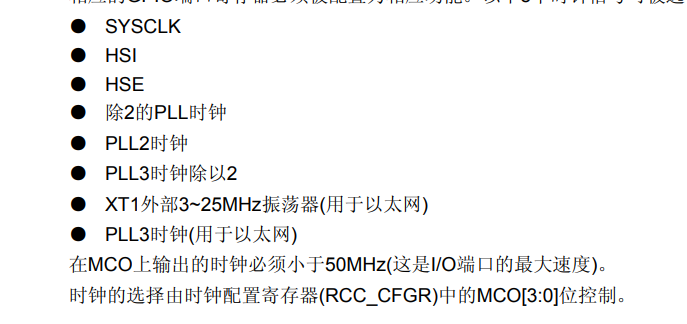 ● SYSCLK
● HSI
● HSE
● 除2的PLL时钟
● PLL2时钟
● PLL3时钟除以2
● XT1外部3~25MHz振荡器(用于以太网)
● PLL3时钟(用于以太网)
在MCO上输出的时钟必须小于50MHz(这是I/O端口的最大速度)。
时钟的选择由时钟配置寄存器(RCC_CFGR)中的MCO[3:0]位控制。